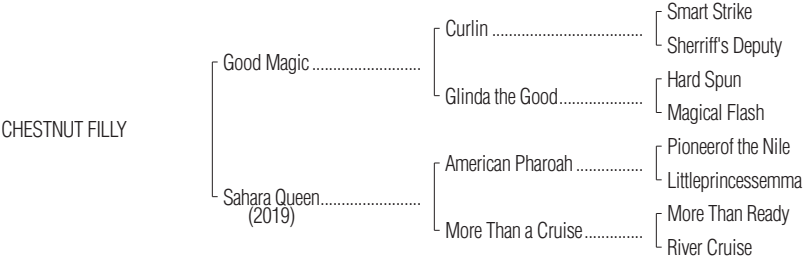 Smart Strike
Curlin ....................................
Sherriff's Deputy
Good Magic ..........................
Hard Spun
Glinda the Good....................
Magical Flash
CHESTNUT FILLY
Pioneerof the Nile
American Pharoah ................
Littleprincessemma
Sahara Queen........................
(2019)
More Than Ready
More Than a Cruise..............
River Cruise